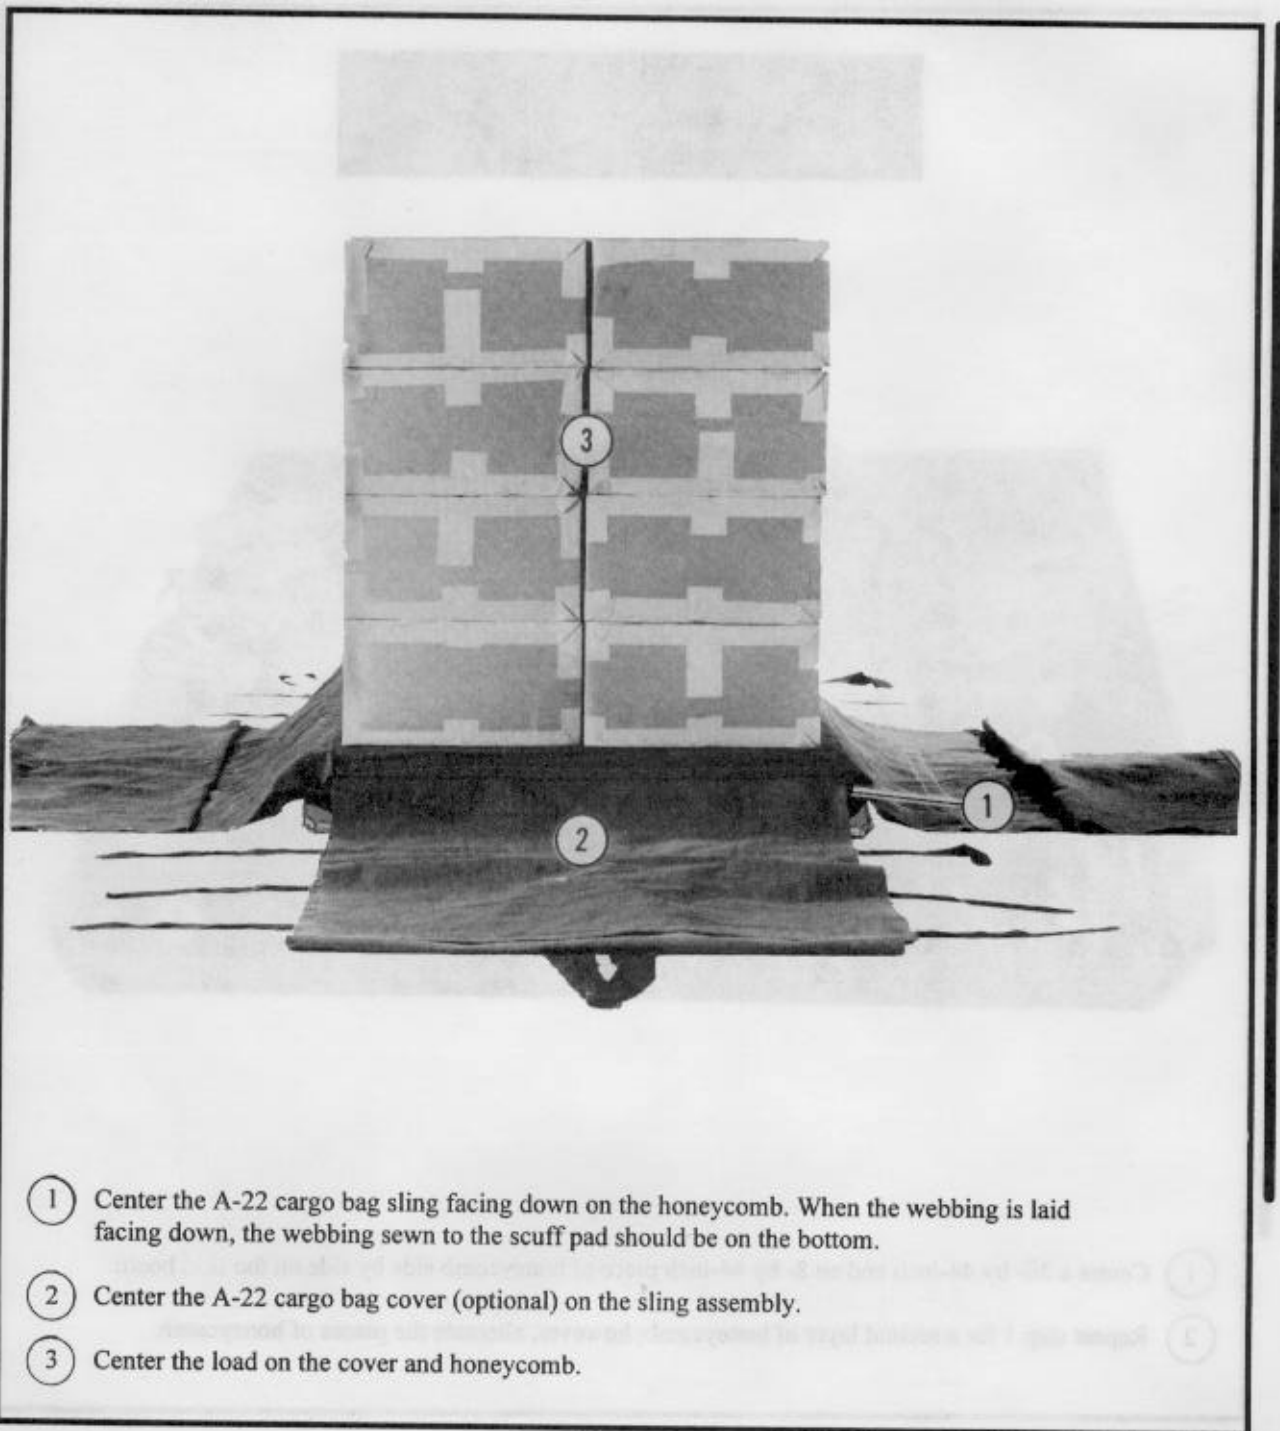 3
1
2
1 Center the A-22 cargo bag sling facing down on the honeycomb. When the webbing is laid
facing down, the webbing sewn to the scuff pad should be on the bottom.
2 Center the A-22 cargo bag cover (optional) on the sling assembly.
3 Center the load on the cover and honeycomb.